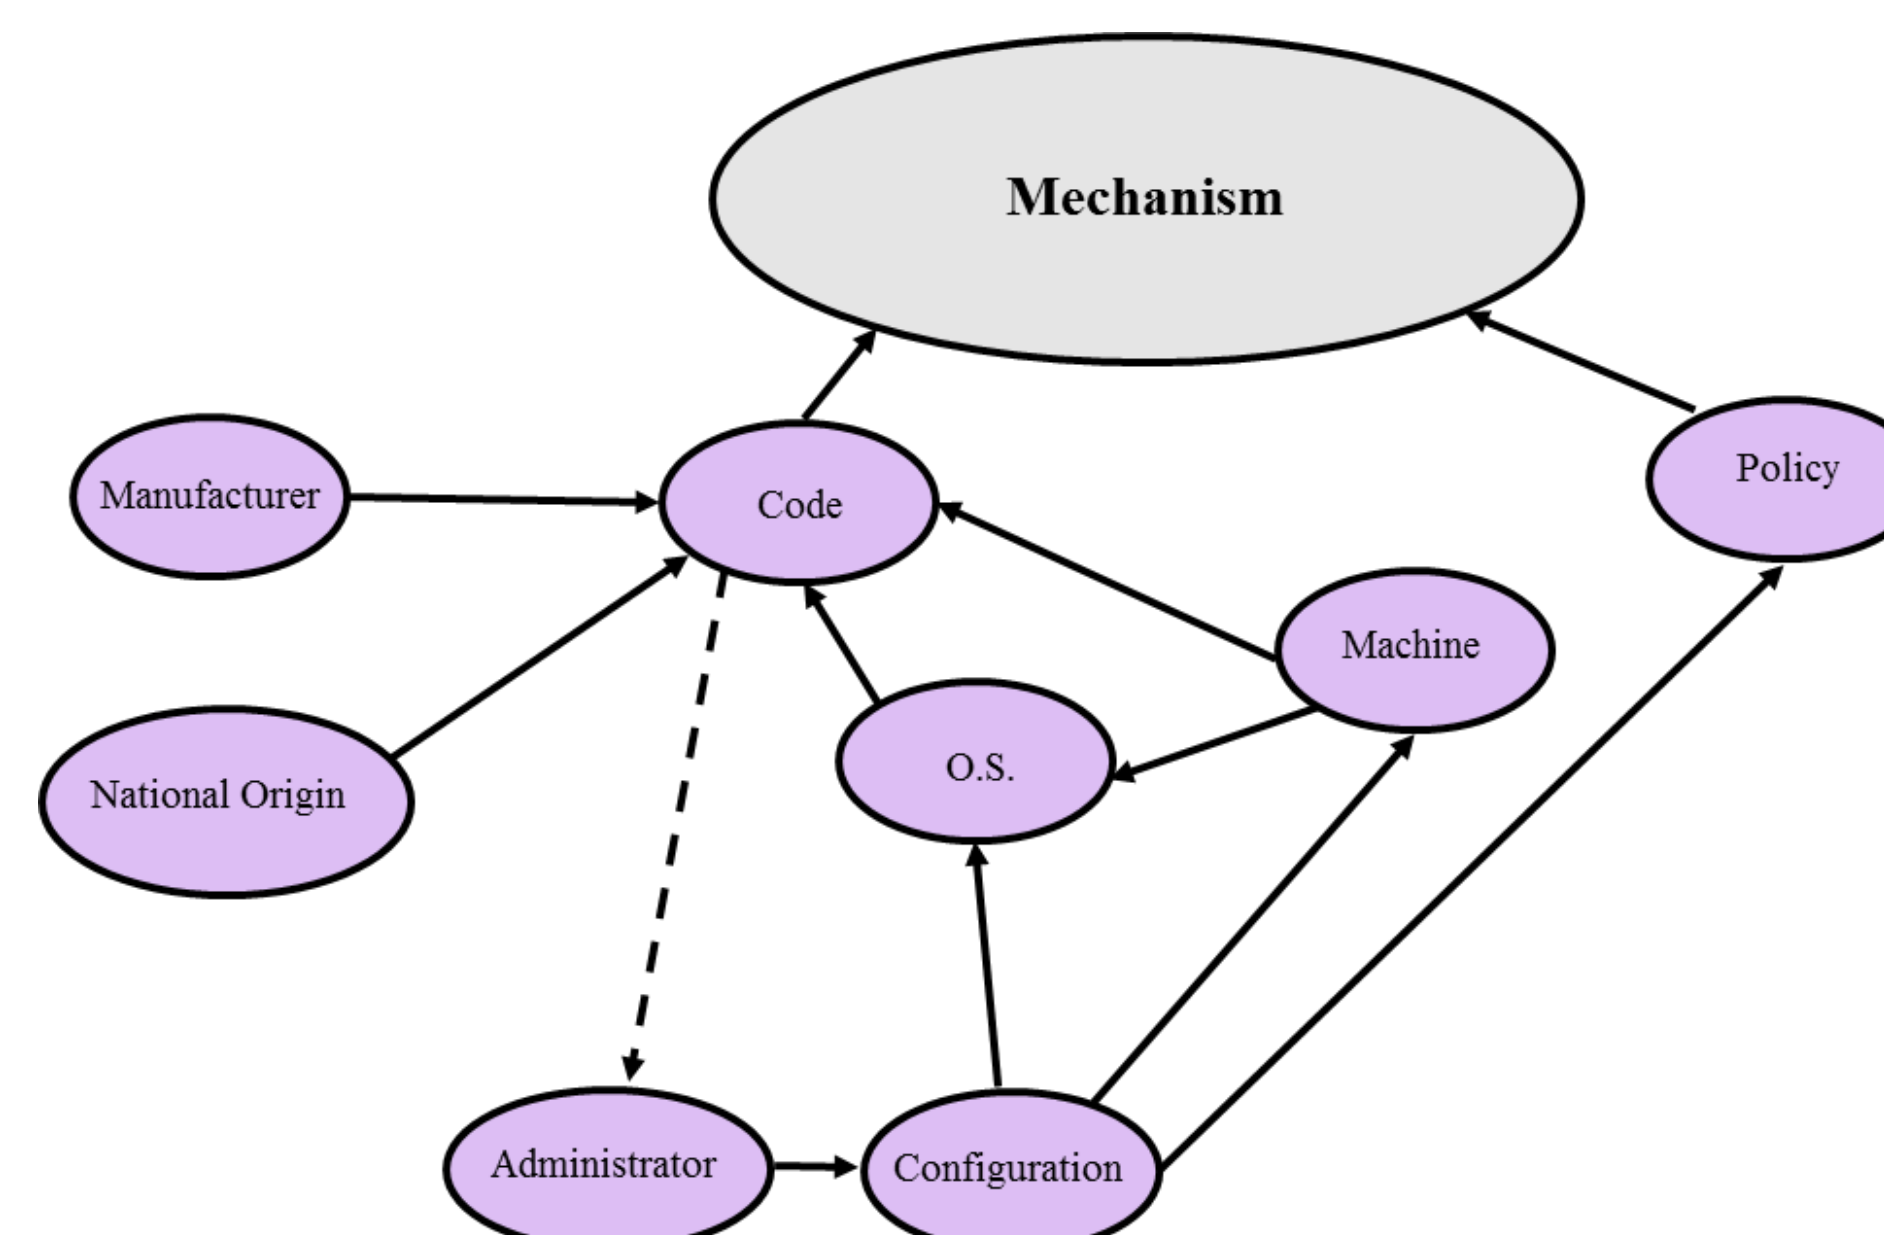 Mechanism
Manufacturer
Code
Policy
Machine
O.S.
National Origin
Administrator
Configuration